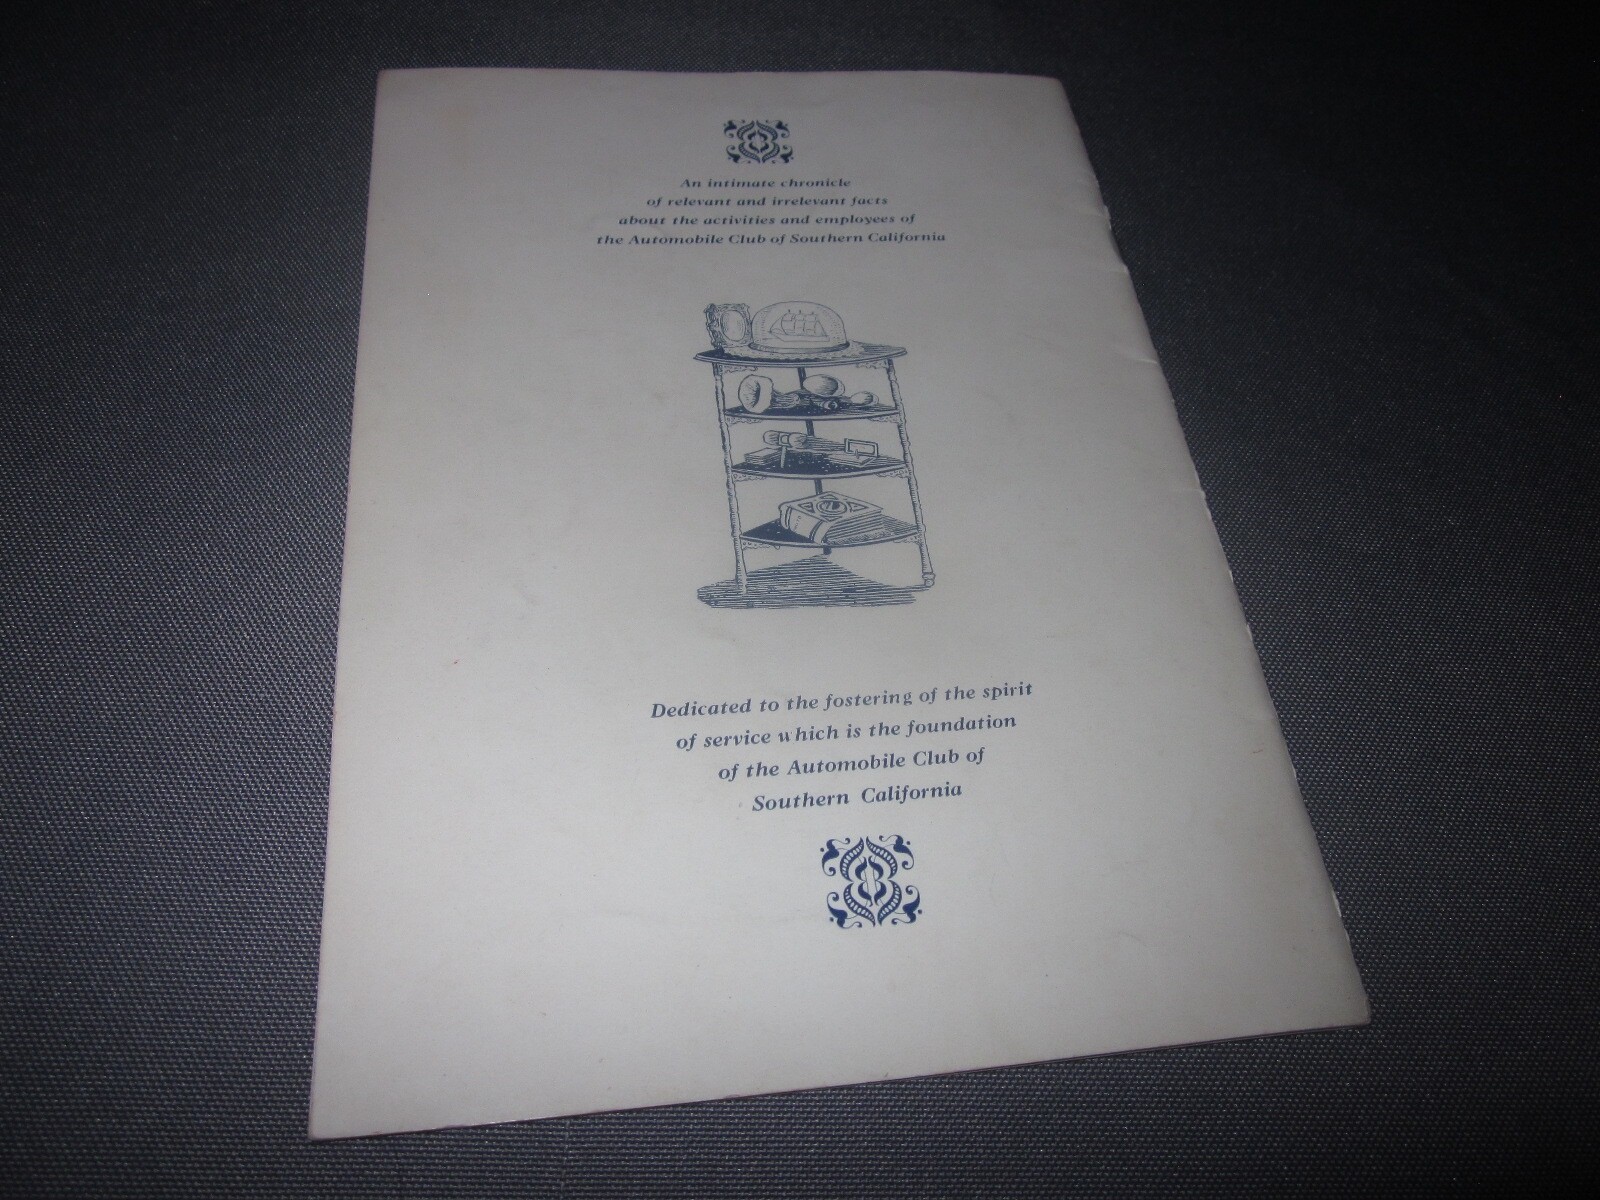 An intimate chronicle
of relevant and irrelevant facts
about the activities and employees of
the Automobile Club of Southern California
Dedicated to the fostering of the spirit
of service which is the foundation
of the Automobile Club of
Southern California